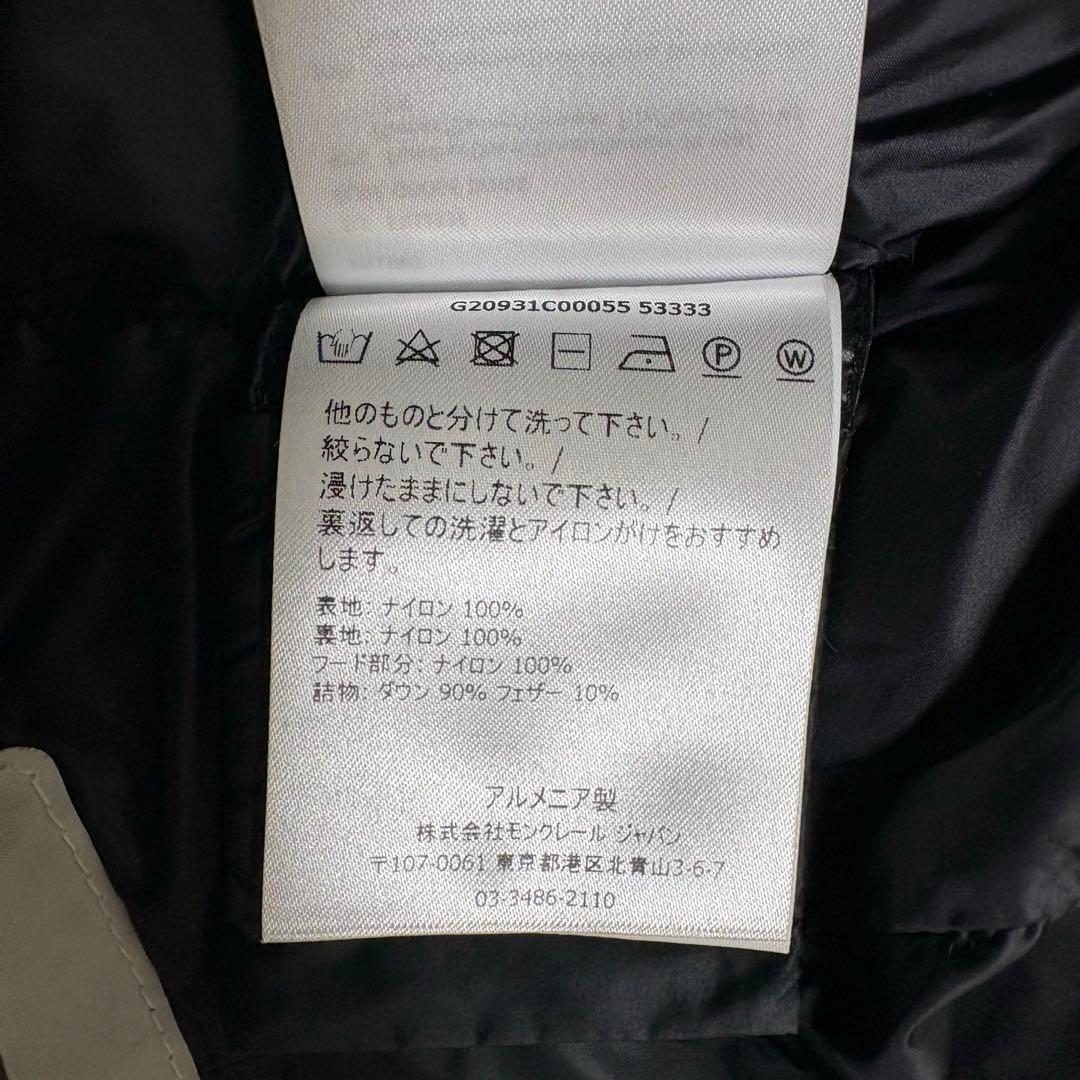 G20931C00055 53333
P
W
他のものと分けて洗って下さい。/
絞らないで下さい。/
浸けたままにしないで下さい。/
裏返しての洗濯とアイロンがけをおすすめ
します。
表地: ナイロン 100%
裏地: ナイロン 100%
フード部分: ナイロン 100%
詰物: ダウン 90% フェザー 10%
アルメニア製
株式会社モンクレール ジャパン
〒107-0061 東京都港区北青山3-6-7
03-3486-2110